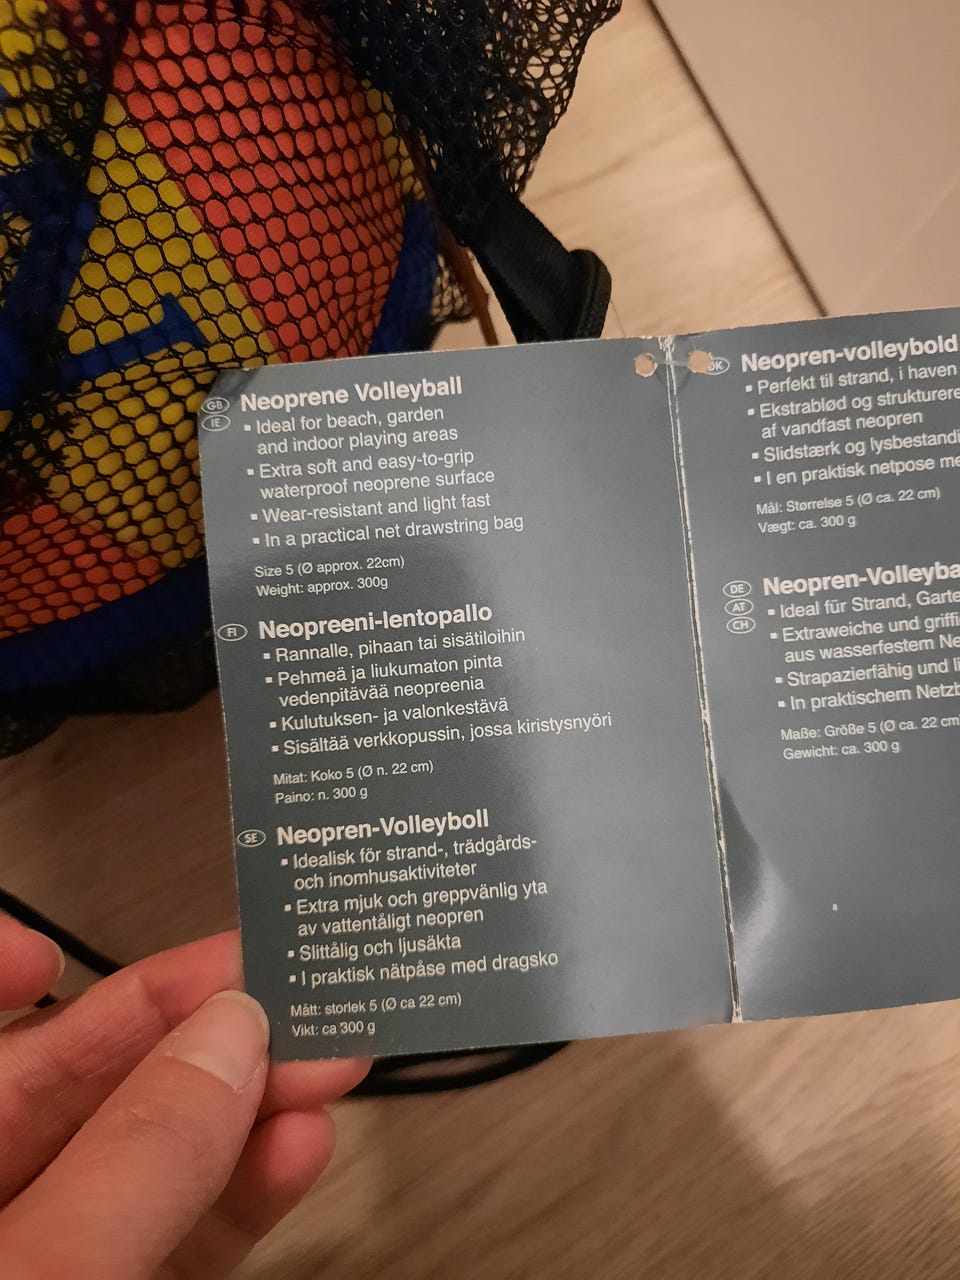 GB
IE
Neoprene Volleyball
▪ Ideal for beach, garden
and indoor playing areas
▪ Extra soft and easy-to-grip
waterproof neoprene surface
▪ Wear-resistant and light fast
▪ In a practical net drawstring bag
Size 5 (Ø approx. 22cm)
Weight: approx. 300g
FI
Neopreeni-lentopallo
▪ Rannalle, pihaan tai sisätiloihin
▪ Pehmeä ja liukumaton pinta
vedenpitävää neopreenia
▪ Kulutuksen- ja valonkestävä
▪ Sisältää verkkopussin, jossa kiristysnyöri
Mitat: Koko 5 (Ø n. 22 cm)
Paino: n. 300 g
SE
Neopren-Volleyboll
▪ Idealisk för strand-, trädgårds-
och inomhusaktiviteter
▪ Extra mjuk och greppvänlig yta
av vattentåligt neopren
▪ Slittålig och ljusäkta
▪ I praktisk nätpåse med dragsko
Mått: storlek 5 (Ø ca 22 cm)
Vikt: ca 300 g
DK
Neopren-volleybold
▪ Perfekt til strand, i haven
▪ Ekstrablød og strukturere
af vandfast neopren
▪ Slidstærk og lysbestandi
▪ I en praktisk netpose me
Mål: Størrelse 5 (Ø ca. 22 cm)
Vægt: ca. 300 g
DE
AT
CH
Neopren-Volleyba
▪ Ideal für Strand, Garte
▪ Extraweiche und griffi
aus wasserfestem Ne
▪ Strapazierfähig und li
▪ In praktischem Netzb
Maße: Größe 5 (Ø ca. 22 cm
Gewicht: ca. 300 g